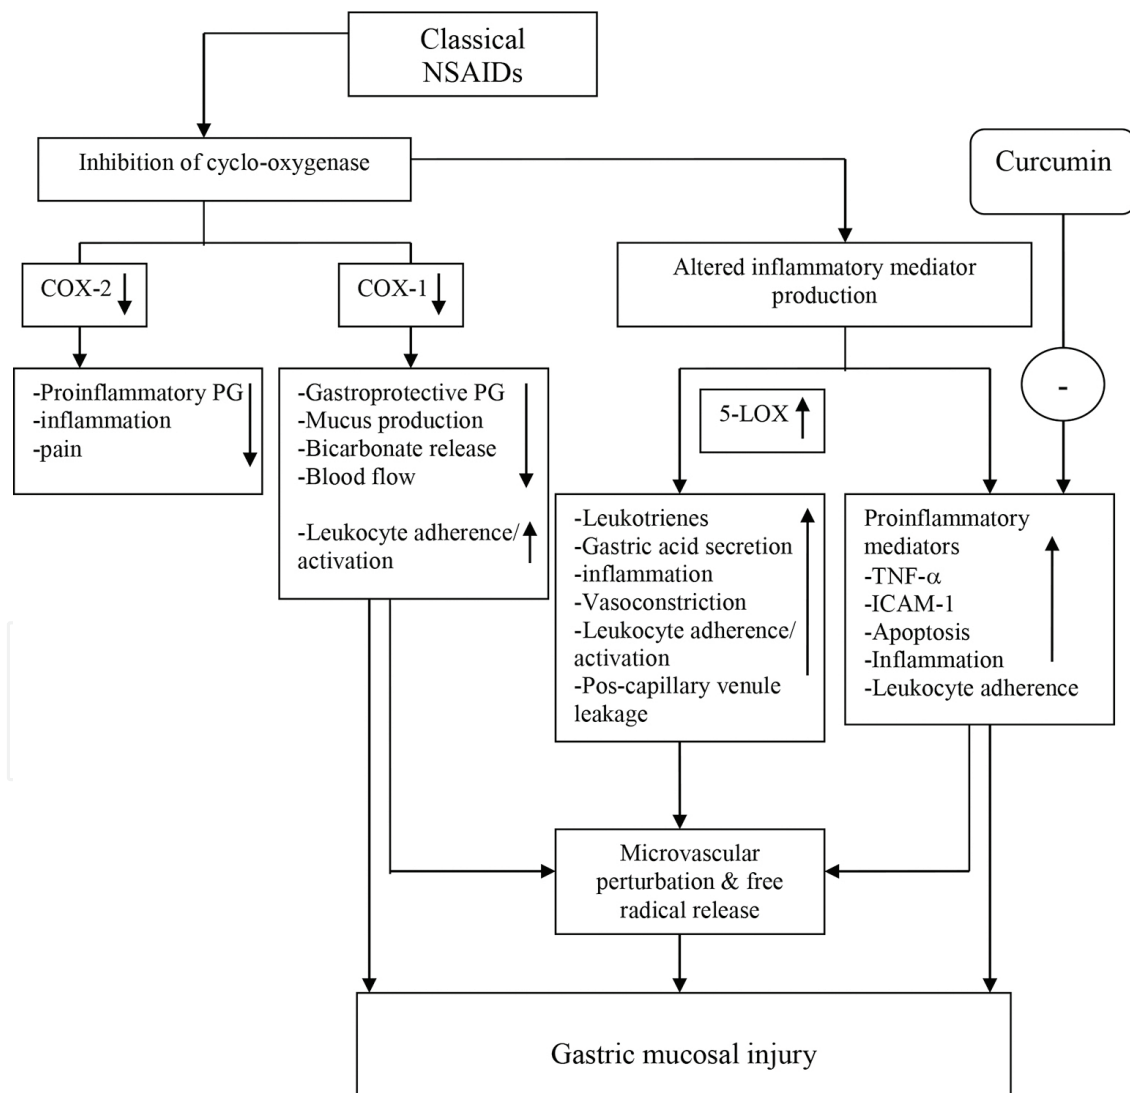 Classical
NSAIDs
Inhibition of cyclo-oxygenase
Curcumin
COX-2
COX-1
Altered inflammatory mediator
production
-
-Proinflammatory PG
-inflammation
-pain
-Gastroprotective PG
-Mucus production
-Bicarbonate release
-Blood flow
-Leukocyte adherence/
activation
5-LOX
-Leukotrienes
-Gastric acid secretion
-inflammation
-Vasoconstriction
-Leukocyte adherence/
activation
-Pos-capillary venule
leakage
Proinflammatory
mediators
-TNF-α
-ICAM-1
-Apoptosis
-Inflammation
-Leukocyte adherence
Microvascular
perturbation & free
radical release
Gastric mucosal injury